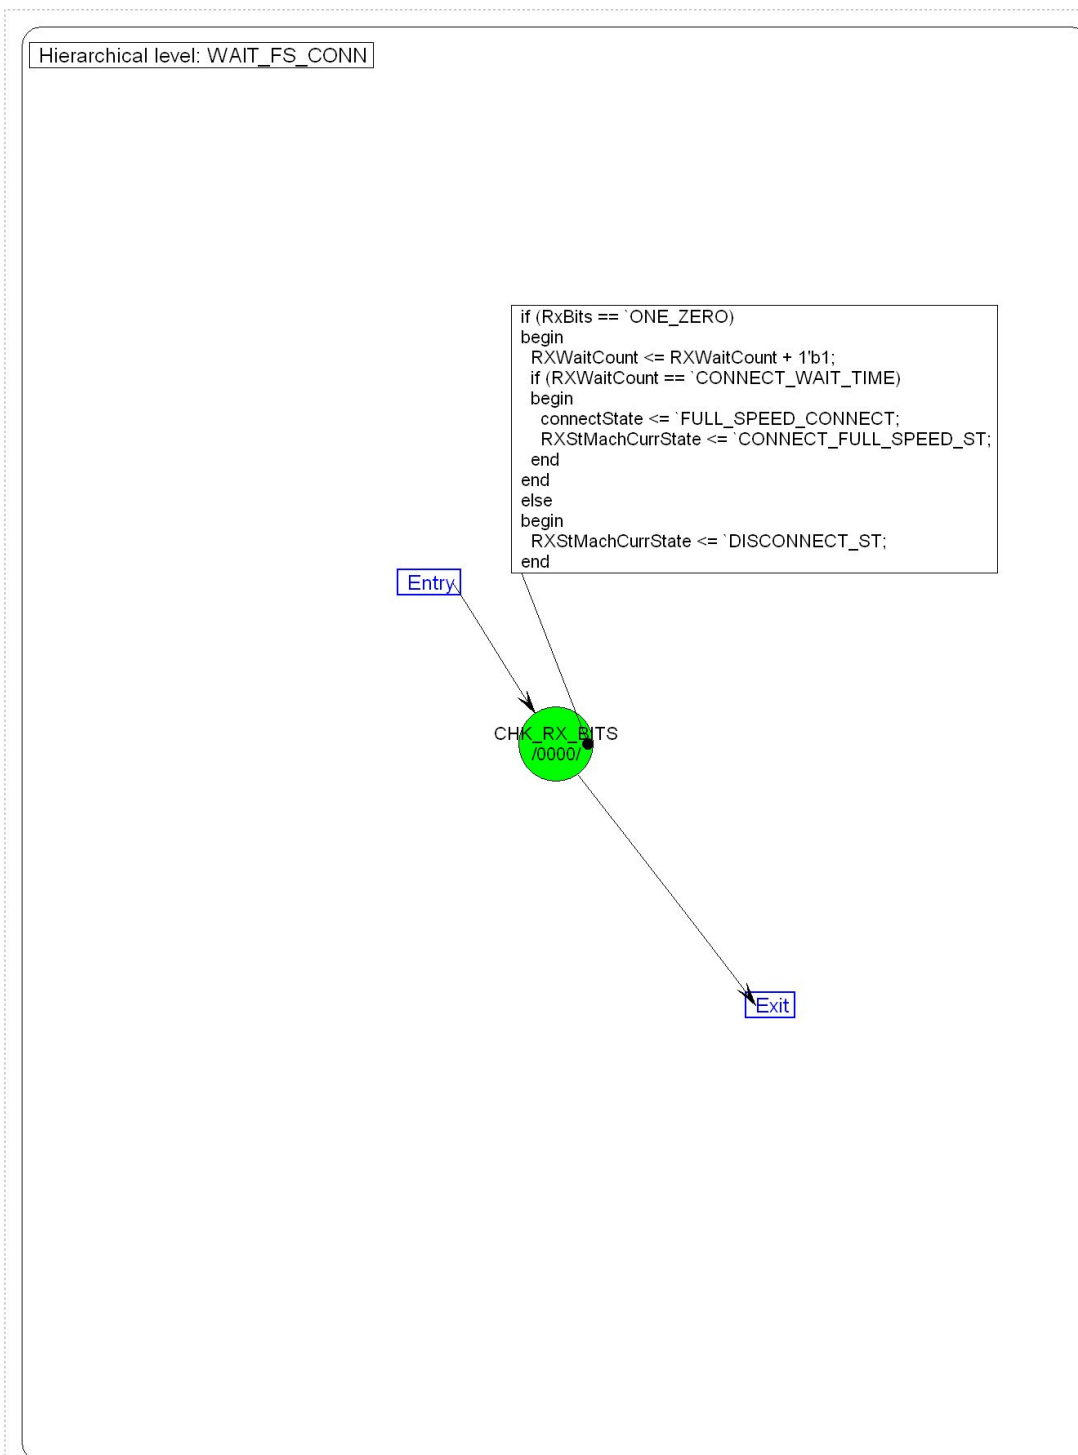 Hierarchical level: WAIT_FS_CONN
if (RxBits == `ONE_ZERO)
begin
RXWaitCount <= RXWaitCount + 1'b1;
if (RXWaitCount == `CONNECT_WAIT_TIME)
begin
connectState <= `FULL_SPEED_CONNECT;
RXStMachCurrState <= `CONNECT_FULL_SPEED_ST;
end
end
else
begin
RXStMachCurrState <= `DISCONNECT_ST;
end
Entry
CHK_RX_BITS
/0000/
Exit